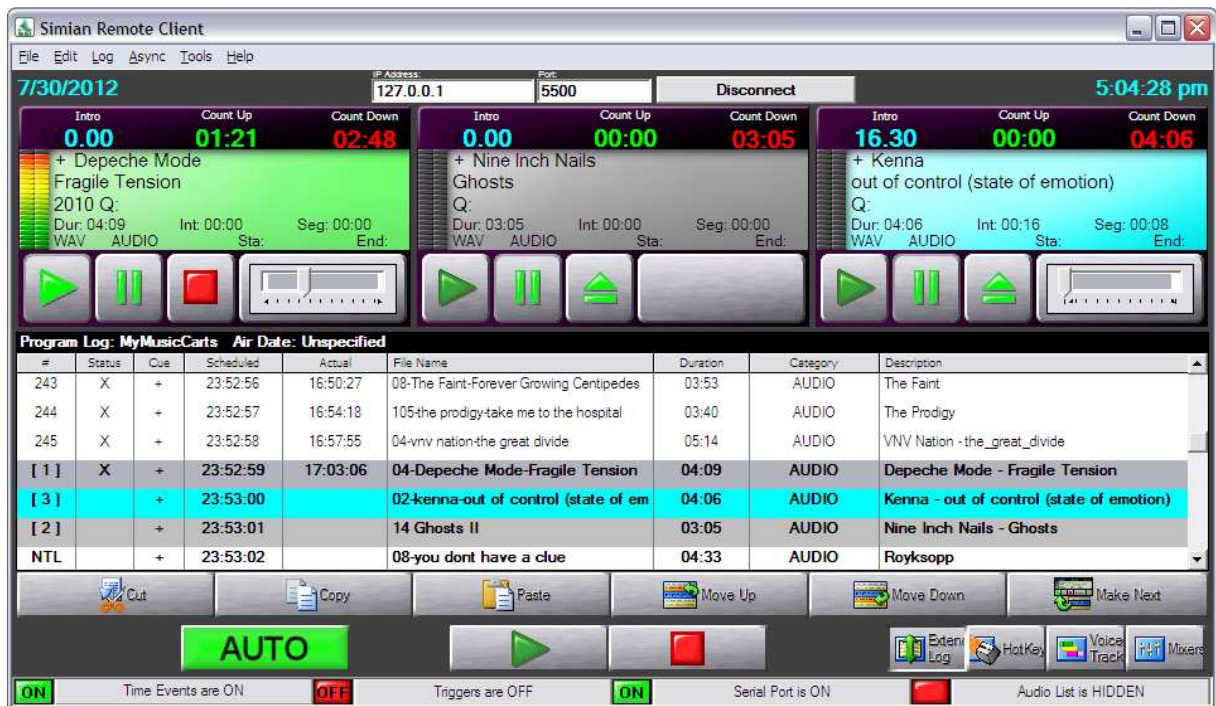 Simian Remote Client
File Edit Log Async Tools Help
7/30/2012 IP Address: 127.0.0.1 Port: 5500 Disconnect 5:04:28 pm
Intro Count Up Count Down
0.00 01:21 02:48
+ Depeche Mode
Fragile Tension
2010 Q:
Dur: 04:09 Int: 00:00 Seg: 00:00
WAV AUDIO Sta: End:
Intro Count Up Count Down
0.00 00:00 03:05
+ Nine Inch Nails
Ghosts
Q:
Dur: 03:05 Int: 00:00 Seg: 00:00
WAV AUDIO Sta: End:
Intro Count Up Count Down
16.30 00:00 04:06
+ Kenna
out of control (state of emotion)
Q:
Dur: 04:06 Int: 00:16 Seg: 00:08
WAV AUDIO Sta: End:
Program Log: MyMusicCarts Air Date: Unspecified
# Status Cue Scheduled Actual File Name Duration Category Description
243 X + 23:52:56 16:50:27 08-The Faint-Forever Growing Centipedes 03:53 AUDIO The Faint
244 X + 23:52:57 16:54:18 105-the prodigy-take me to the hospital 03:40 AUDIO The Prodigy
245 X + 23:52:58 16:57:55 04-vnv nation-the great divide 05:14 AUDIO VNV Nation - the_great_divide
[ 1 ] X + 23:52:59 17:03:06 04-Depeche Mode-Fragile Tension 04:09 AUDIO Depeche Mode - Fragile Tension
[ 3 ] + 23:53:00 02-kenna-out of control (state of em 04:06 AUDIO Kenna - out of control (state of emotion)
[ 2 ] + 23:53:01 14 Ghosts II 03:05 AUDIO Nine Inch Nails - Ghosts
NTL + 23:53:02 08-you dont have a clue 04:33 AUDIO Royksopp
Cut Copy Paste Move Up Move Down Make Next
AUTO Extend Log HotKey Voice Track Mixers
ON Time Events are ON OFF Triggers are OFF ON Serial Port is ON Audio List is HIDDEN